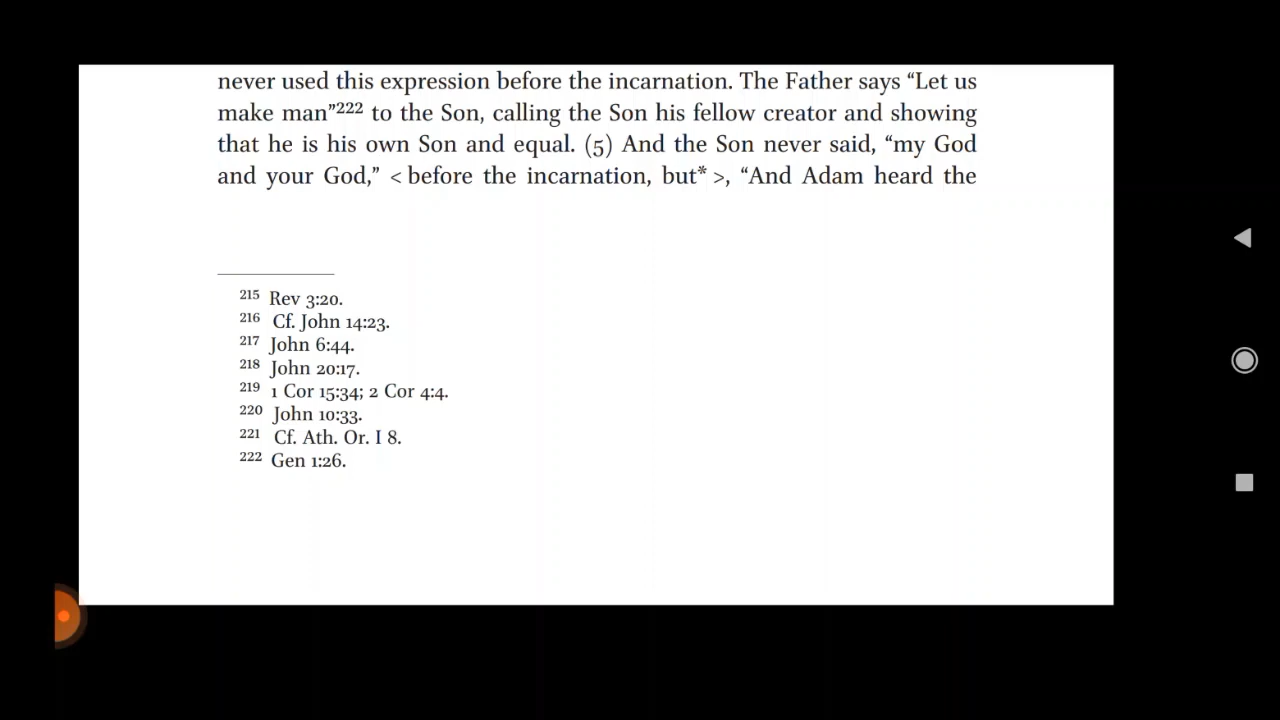 never used this expression before the incarnation. The Father says “Let us
make man”222 to the Son, calling the Son his fellow creator and showing
that he is his own Son and equal. (5) And the Son never said, “my God
and your God,” < before the incarnation, but* >, “And Adam heard the
215 Rev 3:20.
216 Cf. John 14:23.
217 John 6:44.
218 John 20:17.
219 1 Cor 15:34; 2 Cor 4:4.
220 John 10:33.
221 Cf. Ath. Or. I 8.
222 Gen 1:26.